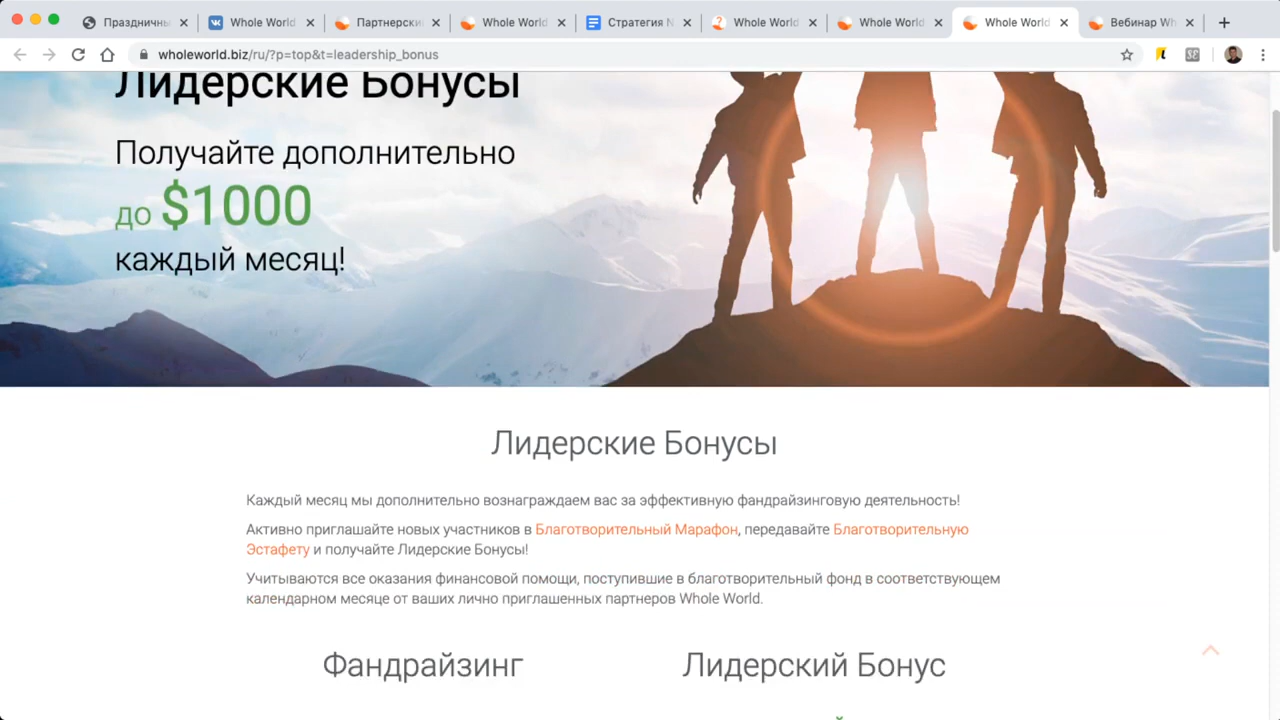 Праздничны
Whole World
Партнерски
Whole World
Стратегия N
Whole World
Whole World
Whole World
Вебинар Wh
wholeworld.biz/ru/?p=top&t=leadership_bonus
Лидерские Бонусы
Получайте дополнительно
до $1000
каждый месяц!
Лидерские Бонусы
Каждый месяц мы дополнительно вознаграждаем вас за эффективную фандрайзинговую деятельность!
Активно приглашайте новых участников в Благотворительный Марафон, передавайте Благотворительную
Эстафету и получайте Лидерские Бонусы!
Учитываются все оказания финансовой помощи, поступившие в благотворительный фонд в соответствующем
календарном месяце от ваших лично приглашенных партнеров Whole World.
Фандрайзинг
Лидерский Бонус